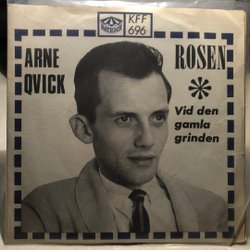 KFF
696
ARNE
QVICK
ROSEN
Vid den
gamla
grinden